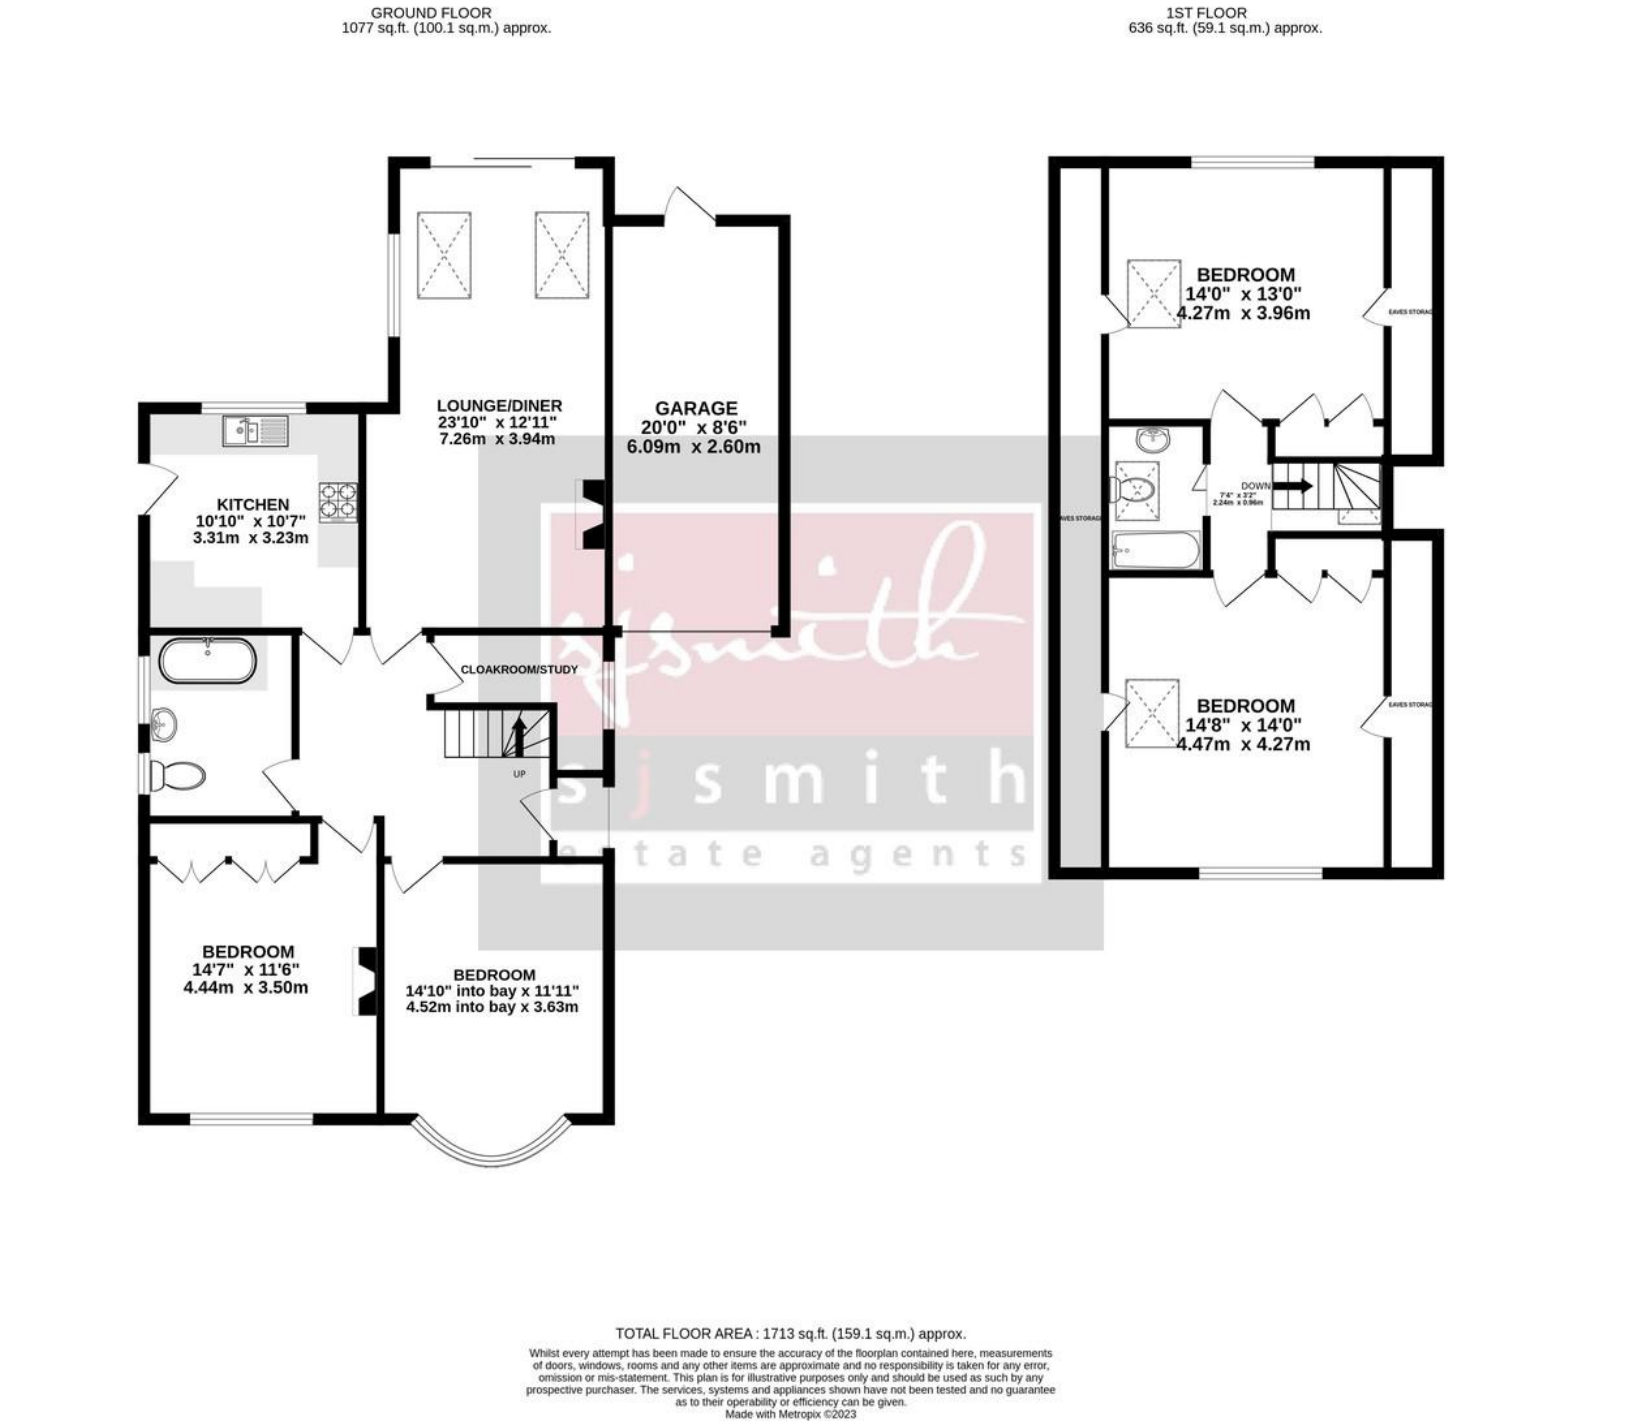 GROUND FLOOR
1077 sq.ft. (100.1 sq.m.) approx.
1ST FLOOR
636 sq.ft. (59.1 sq.m.) approx.
LOUNGE/DINER
23'10" x 12'11"
7.26m x 3.94m
GARAGE
20'0" x 8'6"
6.09m x 2.60m
KITCHEN
10'10" x 10'7"
3.31m x 3.23m
CLOAKROOM/STUDY
UP
BEDROOM
14'7" x 11'6"
4.44m x 3.50m
BEDROOM
14'10" into bay x 11'11"
4.52m into bay x 3.63m
BEDROOM
14'0" x 13'0"
4.27m x 3.96m
EAVES STORAG
DOWN
7'4" x 3'2"
2.24m x 0.96m
AVES STORAG
BEDROOM
14'8" x 14'0"
4.47m x 4.27m
EAVES STORAG
sjsmith
sjsmith
estate agents
TOTAL FLOOR AREA : 1713 sq.ft. (159.1 sq.m.) approx.
Whilst every attempt has been made to ensure the accuracy of the floorplan contained here, measurements
of doors, windows, rooms and any other items are approximate and no responsibility is taken for any error,
omission or mis-statement. This plan is for illustrative purposes only and should be used as such by any
prospective purchaser. The services, systems and appliances shown have not been tested and no guarantee
as to their operability or efficiency can be given.
Made with Metropix ©2023